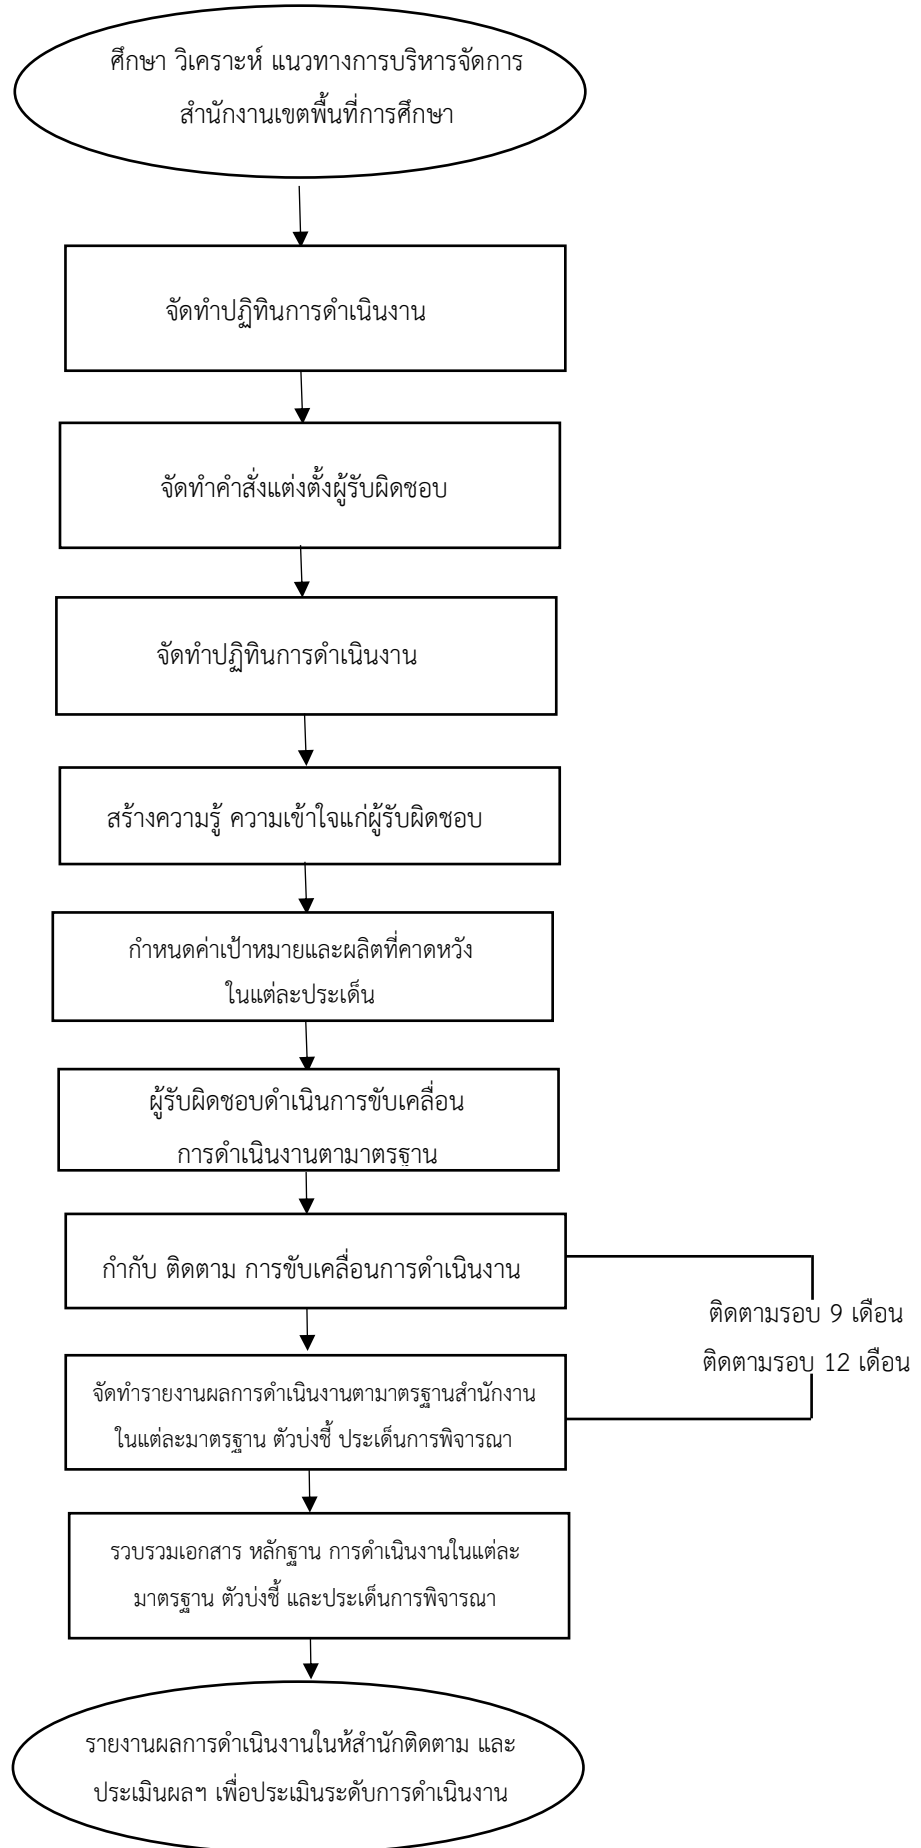 ศึกษา วิเคราะห์ แนวทางการบริหารจัดการ
สำนักงานเขตพื้นที่การศึกษา
จัดทำปฏิทินการดำเนินงาน
จัดทำคำสั่งแต่งตั้งผู้รับผิดชอบ
จัดทำปฏิทินการดำเนินงาน
สร้างความรู้ ความเข้าใจแก่ผู้รับผิดชอบ
กำหนดค่าเป้าหมายและผลิตที่คาดหวัง
ในแต่ละประเด็น
ผู้รับผิดชอบดำเนินการขับเคลื่อน
การดำเนินงานตามาตรฐาน
กำกับ ติดตาม การขับเคลื่อนการดำเนินงาน
ติดตามรอบ 9 เดือน
ติดตามรอบ 12 เดือน
จัดทำรายงานผลการดำเนินงานตามาตรฐานสำนักงาน
ในแต่ละมาตรฐาน ตัวบ่งชี้ ประเด็นการพิจารณา
รวบรวมเอกสาร หลักฐาน การดำเนินงานในแต่ละ
มาตรฐาน ตัวบ่งชี้ และประเด็นการพิจารณา
รายงานผลการดำเนินงานในห้สำนักติดตาม และ
ประเมินผลฯ เพื่อประเมินระดับการดำเนินงาน